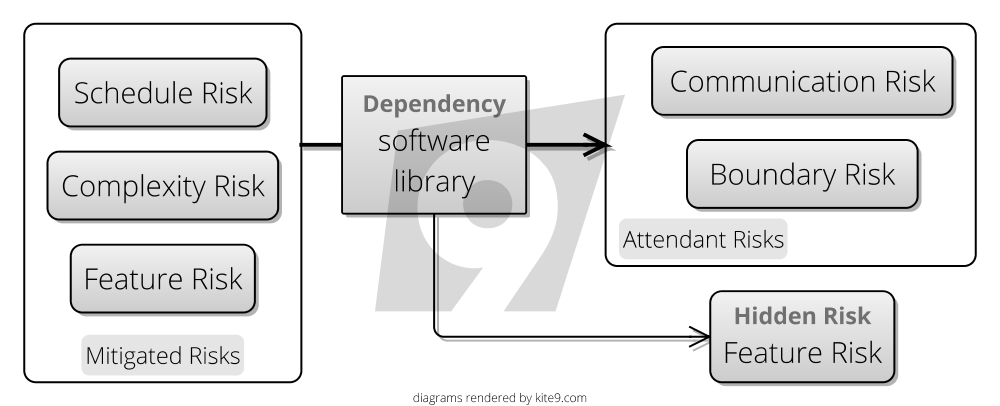 Schedule Risk
Complexity Risk
Feature Risk
Mitigated Risks
Dependency
software
library
Communication Risk
Boundary Risk
Attendant Risks
Hidden Risk
Feature Risk
diagrams rendered by kite9.com